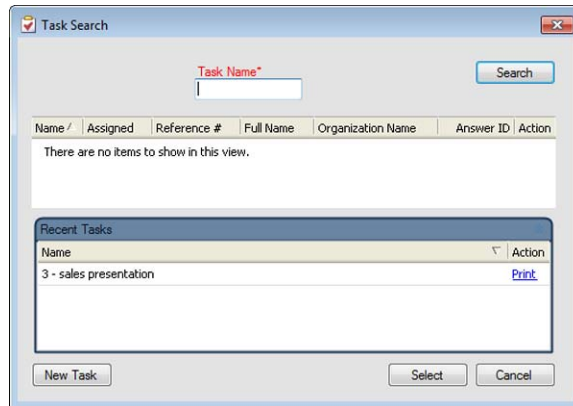 Task Search
Task Name*
Search
Name Assigned Reference # Full Name Organization Name Answer ID Action
There are no items to show in this view.
Recent Tasks
Name Action
3 - sales presentation Print
New Task Select Cancel